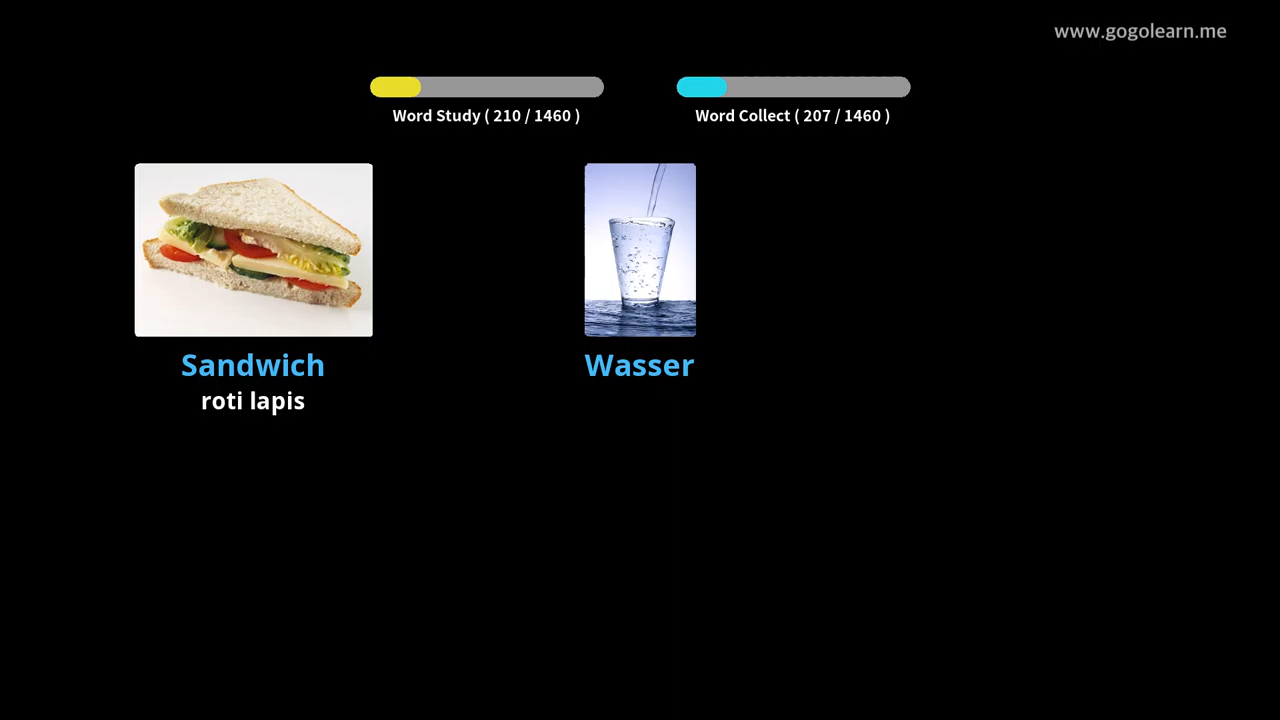 www.gogolearn.me
Word Study ( 210 / 1460 )
Word Collect ( 207 / 1460 )
Sandwich
roti lapis
Wasser